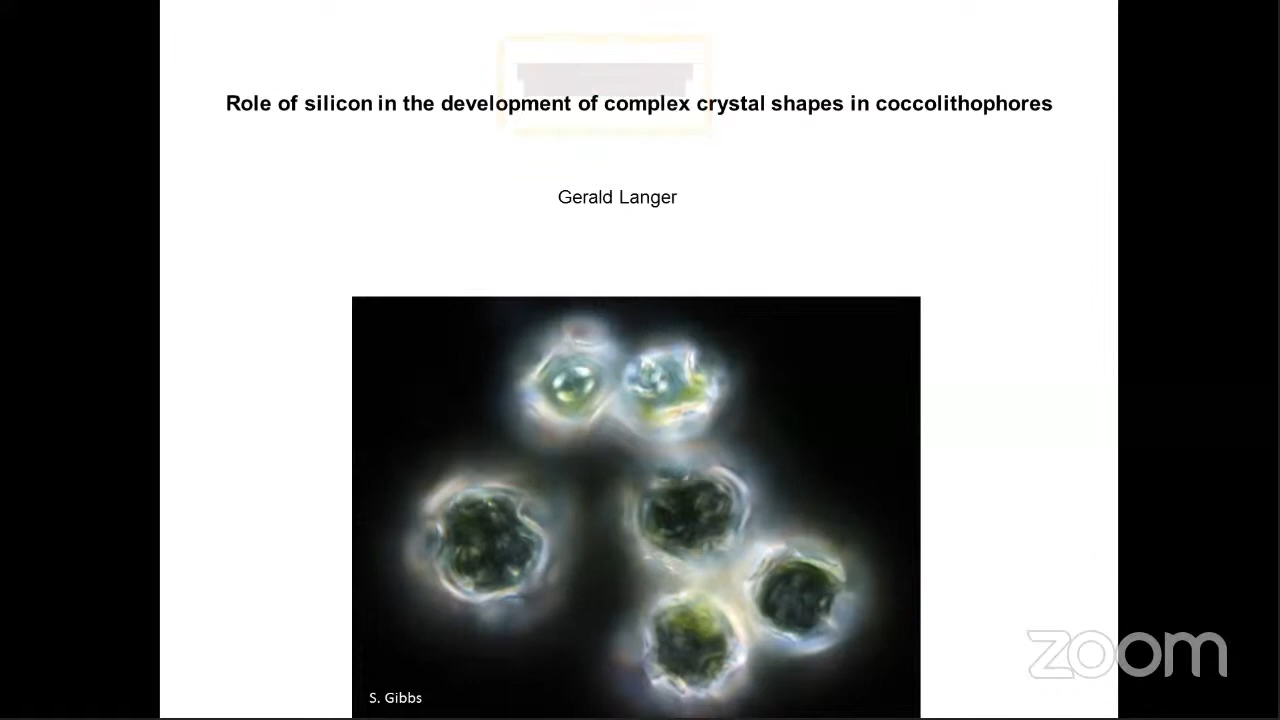 Role of silicon in the development of complex crystal shapes in coccolithophores
Gerald Langer
S. Gibbs
zoom